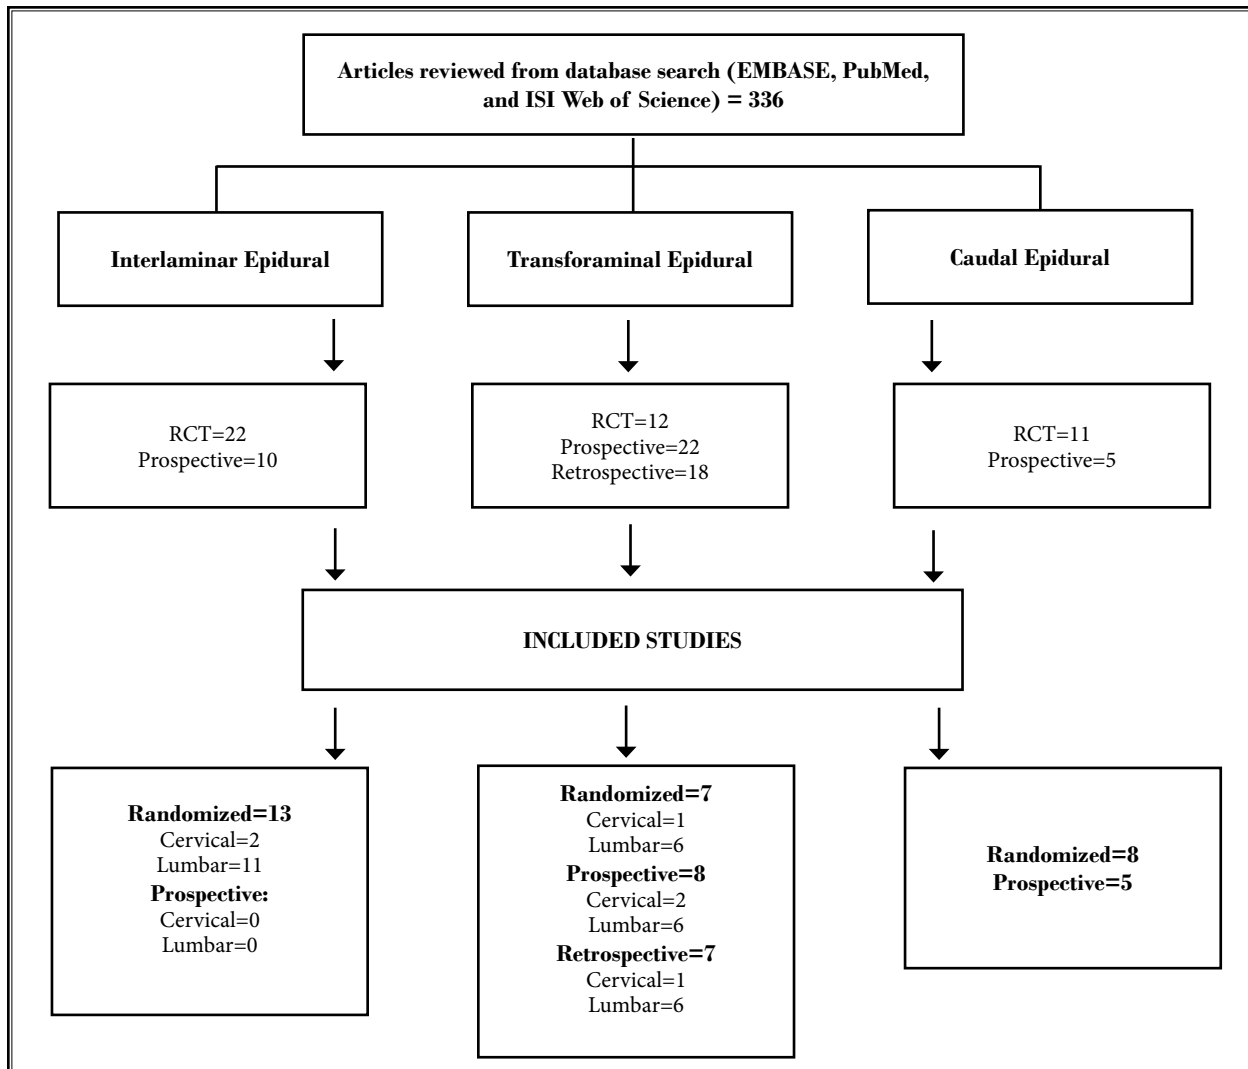 Articles reviewed from database search (EMBASE, PubMed,
and ISI Web of Science) = 336
Interlaminar Epidural
Transforaminal Epidural
Caudal Epidural
RCT=22
Prospective=10
RCT=12
Prospective=22
Retrospective=18
RCT=11
Prospective=5
INCLUDED STUDIES
Randomized=13
Cervical=2
Lumbar=11
Prospective:
Cervical=0
Lumbar=0
Randomized=7
Cervical=1
Lumbar=6
Prospective=8
Cervical=2
Lumbar=6
Retrospective=7
Cervical=1
Lumbar=6
Randomized=8
Prospective=5